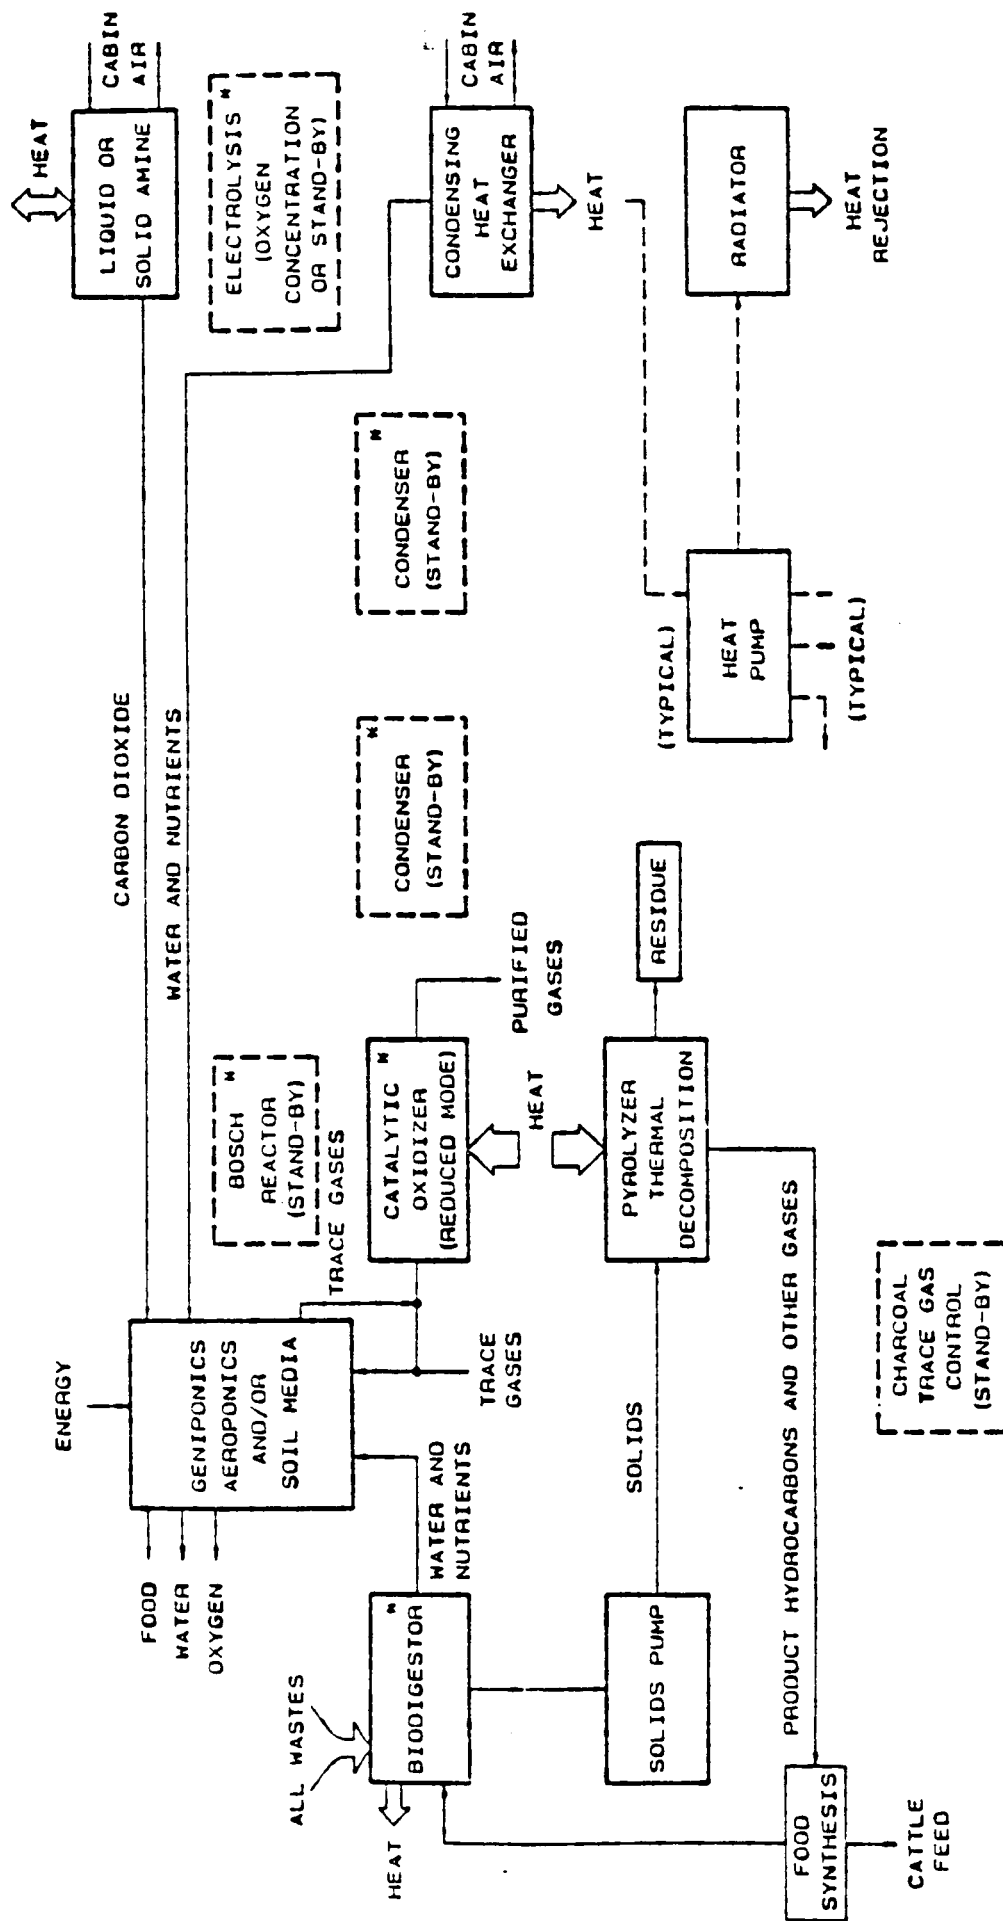 ENERGY
HEAT
LIQUID OR
SOLID AMINE
CABIN
AIR
CARBON DIOXIDE
WATER AND NUTRIENTS
FOOD
WATER
OXYGEN
GENIPONICS
AEROPONICS
AND/OR
SOIL MEDIA
BOSCH *
REACTOR
(STAND-BY)
ELECTROLYSIS *
(OXYGEN
CONCENTRATION
OR STAND-BY)
TRACE GASES
ALL WASTES
HEAT
BIODIGESTOR *
WATER AND
NUTRIENTS
TRACE
GASES
CATALYTIC *
OXIDIZER
(REDUCED MODE)
PURIFIED
GASES
CONDENSER *
(STAND-BY)
CONDENSER *
(STAND-BY)
CONDENSING
HEAT
EXCHANGER
CABIN
AIR
HEAT
HEAT
SOLIDS PUMP
SOLIDS
PYROLYZER
THERMAL
DECOMPOSITION
RESIDUE
(TYPICAL)
HEAT
PUMP
(TYPICAL)
RADIATOR
HEAT
REJECTION
PRODUCT HYDROCARBONS AND OTHER GASES
FOOD
SYNTHESIS
CATTLE
FEED
CHARCOAL
TRACE GAS
CONTROL
(STAND-BY)